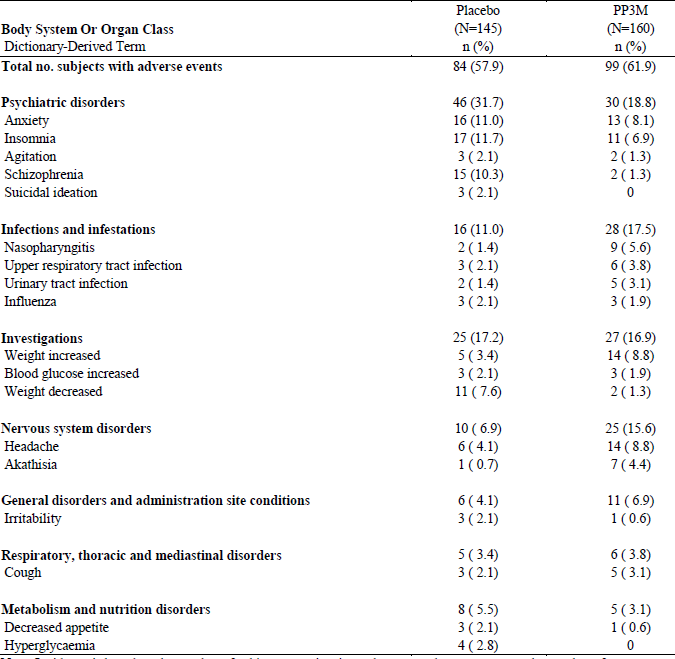 Placebo PP3M
Body System Or Organ Class (N=145) (N=160)
Dictionary-Derived Term n (%) n (%)
Total no. subjects with adverse events 84 (57.9) 99 (61.9)
Psychiatric disorders 46 (31.7) 30 (18.8)
Anxiety 16 (11.0) 13 ( 8.1)
Insomnia 17 (11.7) 11 ( 6.9)
Agitation 3 ( 2.1) 2 ( 1.3)
Schizophrenia 15 (10.3) 2 ( 1.3)
Suicidal ideation 3 ( 2.1) 0
Infections and infestations 16 (11.0) 28 (17.5)
Nasopharyngitis 2 ( 1.4) 9 ( 5.6)
Upper respiratory tract infection 3 ( 2.1) 6 ( 3.8)
Urinary tract infection 2 ( 1.4) 5 ( 3.1)
Influenza 3 ( 2.1) 3 ( 1.9)
Investigations 25 (17.2) 27 (16.9)
Weight increased 5 ( 3.4) 14 ( 8.8)
Blood glucose increased 3 ( 2.1) 3 ( 1.9)
Weight decreased 11 ( 7.6) 2 ( 1.3)
Nervous system disorders 10 ( 6.9) 25 (15.6)
Headache 6 ( 4.1) 14 ( 8.8)
Akathisia 1 ( 0.7) 7 ( 4.4)
General disorders and administration site conditions 6 ( 4.1) 11 ( 6.9)
Irritability 3 ( 2.1) 1 ( 0.6)
Respiratory, thoracic and mediastinal disorders 5 ( 3.4) 6 ( 3.8)
Cough 3 ( 2.1) 5 ( 3.1)
Metabolism and nutrition disorders 8 ( 5.5) 5 ( 3.1)
Decreased appetite 3 ( 2.1) 1 ( 0.6)
Hyperglycaemia 4 ( 2.8) 0